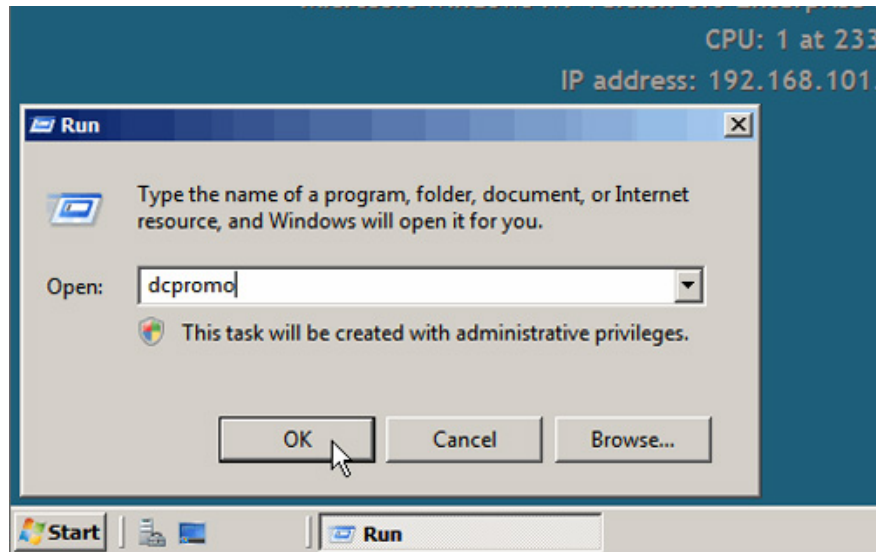 CPU: 1 at 233
IP address: 192.168.101.
Run
Type the name of a program, folder, document, or Internet
resource, and Windows will open it for you.
Open: dcpromo
This task will be created with administrative privileges.
OK Cancel Browse...
Start Run